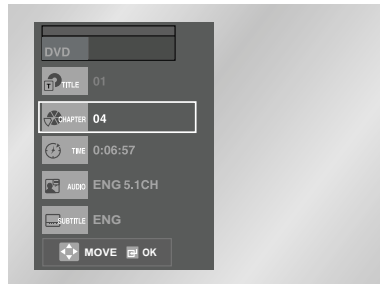 DVD
T TITLE 01
CHAPTER 04
TIME 0:06:57
AUDIO ENG 5.1CH
SUBTITLE ENG
MOVE OK